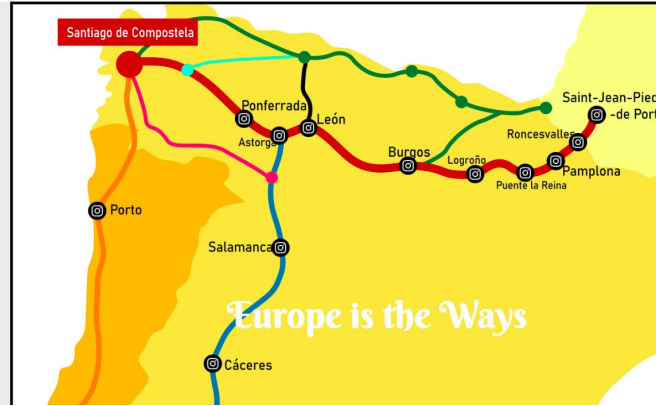 Santiago de Compostela
Saint-Jean-Pied
-de Port
Ponferrada
León
Astorga
Roncesvalles
Burgos
Logroño
Pamplona
Puente la Reina
Porto
Salamanca
Europe is the Ways
Cáceres